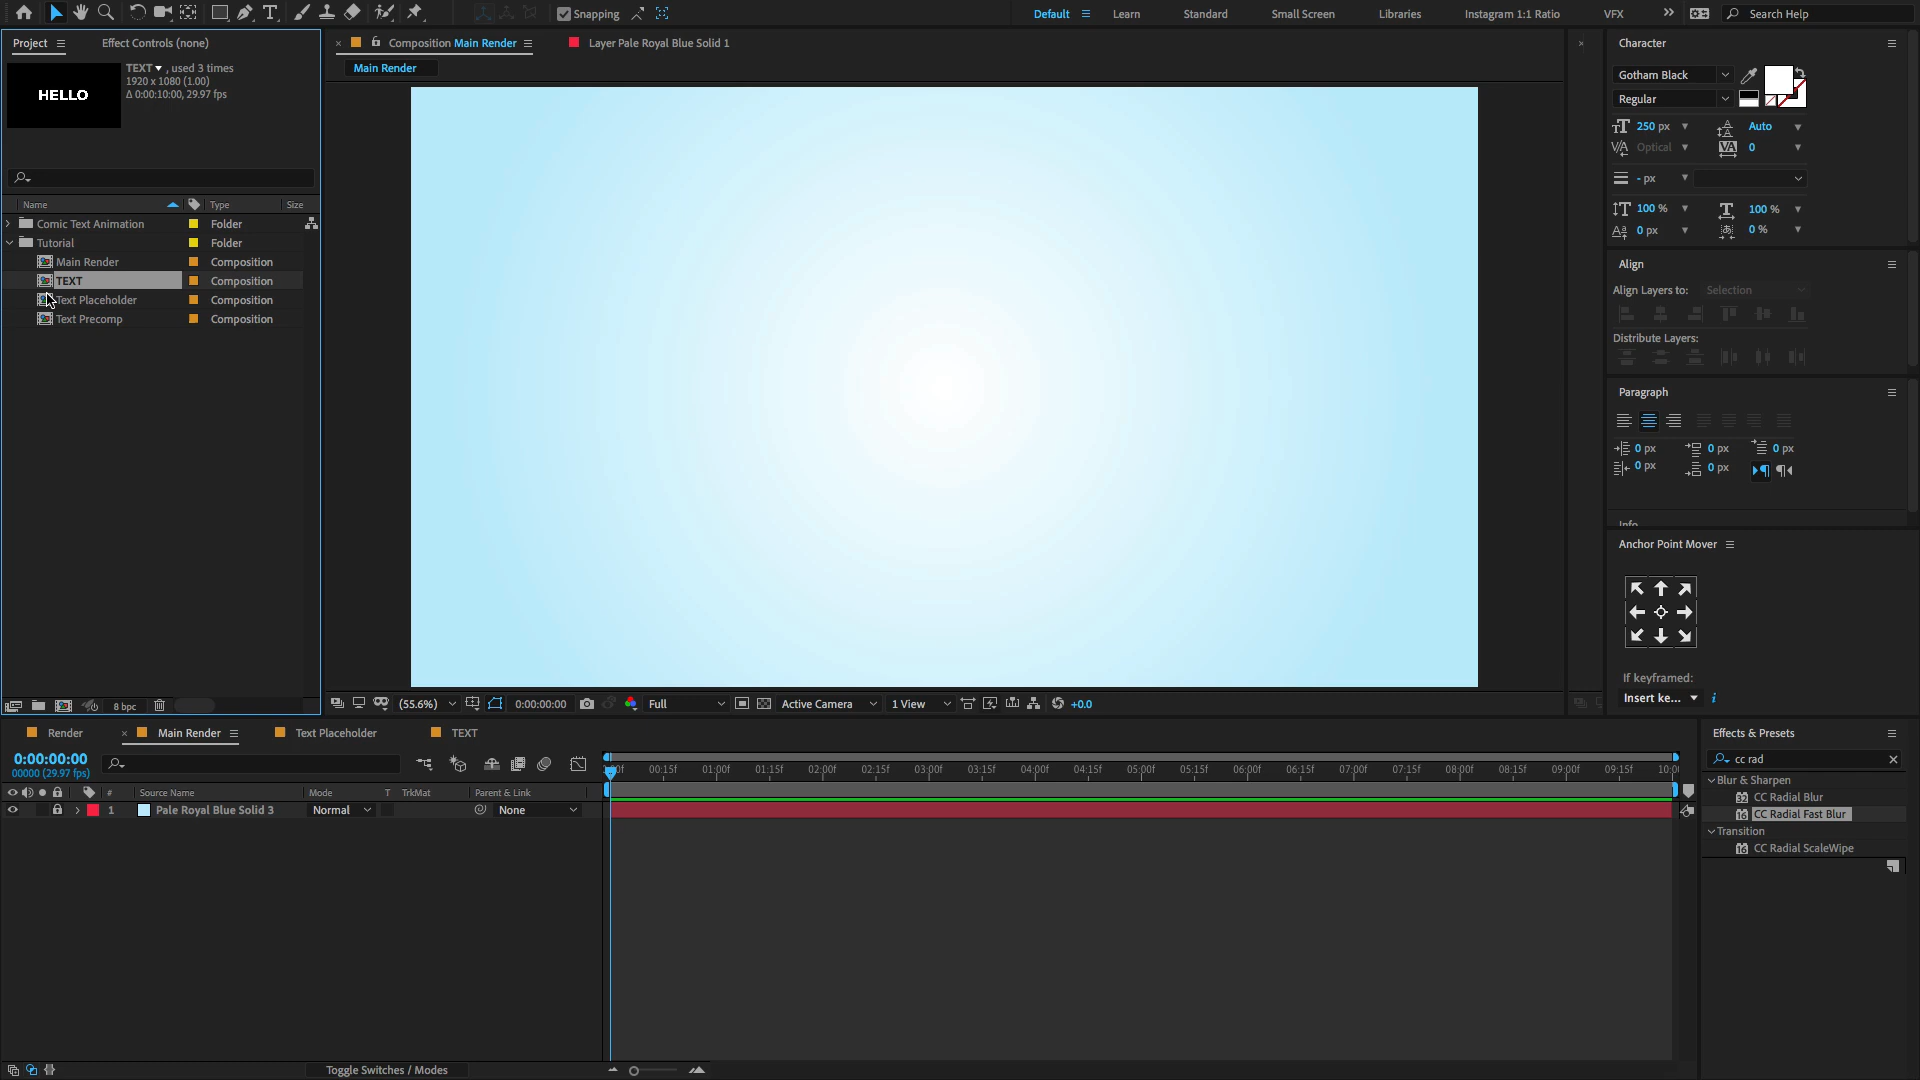 Snapping
Default
Learn
Standard
Small Screen
Libraries
Instagram 1:1 Ratio
VFX
Search Help
Project
Effect Controls (none)
Composition Main Render
Layer Pale Royal Blue Solid 1
Main Render
HELLO
TEXT, used 3 times
1920 x 1080 (1.00)
Δ 0:00:10:00, 29.97 fps
Name
Type
Size
Comic Text Animation Folder
Tutorial Folder
Main Render Composition
TEXT Composition
Text Placeholder Composition
Text Precomp Composition
8 bpc
(55.6%)
0:00:00:00
Full
Active Camera
1 View
+0.0
Character
Gotham Black
Regular
250 px
Auto
Optical
0
- px
100 %
100 %
0 px
0 %
Align
Align Layers to:
Selection
Distribute Layers:
Paragraph
0 px
0 px
0 px
0 px
0 px
Info
Anchor Point Mover
If keyframed:
Insert ke...
i
Render
Main Render
Text Placeholder
TEXT
0:00:00:00
00000 (29.97 fps)
00:15f 01:00f 01:15f 02:00f 02:15f 03:00f 03:15f 04:00f 04:15f 05:00f 05:15f 06:00f 06:15f 07:00f 07:15f 08:00f 08:15f 09:00f 09:15f 10:0
# Source Name Mode T TrkMat Parent & Link
1 Pale Royal Blue Solid 3 Normal None
Toggle Switches / Modes
Effects & Presets
cc rad
Blur & Sharpen
CC Radial Blur
CC Radial Fast Blur
Transition
CC Radial ScaleWipe